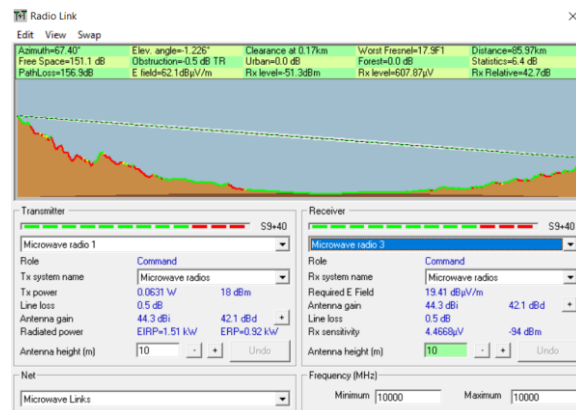 Radio Link
Edit View Swap
Azimuth=67.40° Elev. angle=-1.226° Clearance at 0.17km Worst Fresnel=17.9F1 Distance=85.97km
Free Space=151.1 dB Obstruction=-0.5 dB TR Urban=0.0 dB Forest=0.0 dB Statistics=6.4 dB
PathLoss=156.9dB E field=62.1dBµV/m Rx level=-51.3dBm Rx level=607.87µV Rx Relative=42.7dB
Transmitter
S9+40
Microwave radio 1
Role Command
Tx system name Microwave radios
Tx power 0.0631 W 18 dBm
Line loss 0.5 dB
Antenna gain 44.3 dBi 42.1 dBd +
Radiated power EIRP=1.51 kW ERP=0.92 kW
Antenna height (m) 10 - + Undo
Net
Microwave Links
Receiver
S9+40
Microwave radio 3
Role Command
Rx system name Microwave radios
Required E Field 19.41 dBµV/m
Antenna gain 44.3 dBi 42.1 dBd +
Line loss 0.5 dB
Rx sensitivity 4.4668µV -94 dBm
Antenna height (m) 10 - + Undo
Frequency (MHz)
Minimum 10000 Maximum 10000